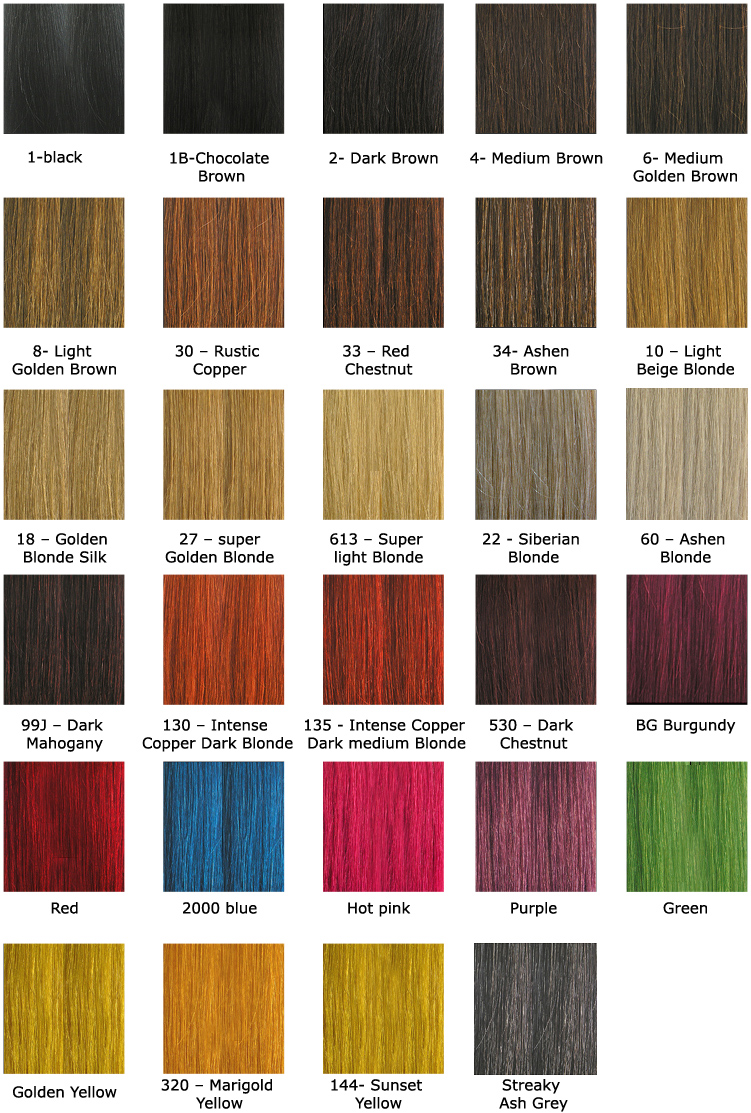 1-black
1B-Chocolate
Brown
2- Dark Brown
4- Medium Brown
6- Medium
Golden Brown
8- Light
Golden Brown
30 – Rustic
Copper
33 – Red
Chestnut
34- Ashen
Brown
10 – Light
Beige Blonde
18 – Golden
Blonde Silk
27 – super
Golden Blonde
613 – Super
light Blonde
22 - Siberian
Blonde
60 – Ashen
Blonde
99J – Dark
Mahogany
130 – Intense
Copper Dark Blonde
135 - Intense Copper
Dark medium Blonde
530 – Dark
Chestnut
BG Burgundy
Red
2000 blue
Hot pink
Purple
Green
Golden Yellow
320 – Marigold
Yellow
144- Sunset
Yellow
Streaky
Ash Grey